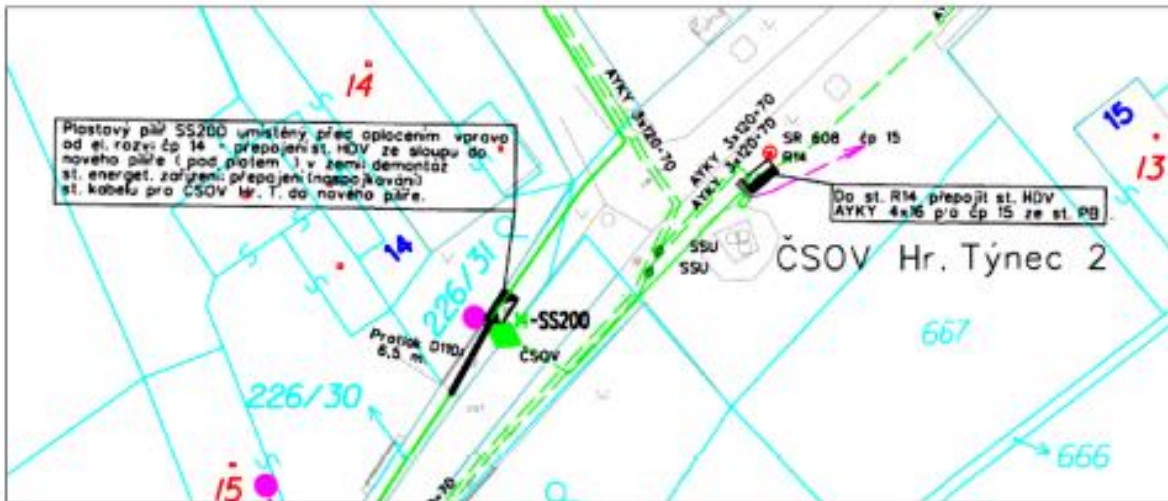 14
Plastový pilíř SS200 umístěný před oplocením vpravo
od el. rozv. čp 14 - přepojení st. HDV ze sloupu do
nového pilíře ( pod platem ) v zemi demontáž
st. energet. zařízení přepojení (naspojkování)
st. kabelu pro ČSOV Hr. T. do nového pilíře.
AYKY 3x120+70
AYKY 3x120+70
AYKY 3x120+70
SR 608 čp 15
R14
15
13
Do st. R14 přepojit st. HDV
AYKY 4x16 pro čp 15 ze st. PB.
14
226/31
SSU
SSU
ČSOV Hr. Týnec 2
-SS200
ČSOV
Protlak D110
6,5 m.
667
226/30
666
15